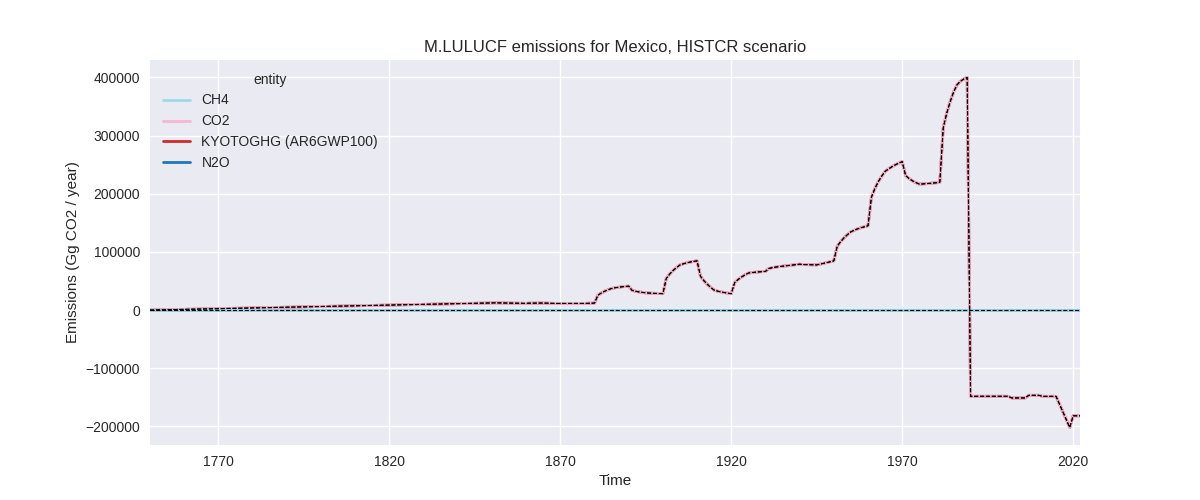 M.LULUCF emissions for Mexico, HISTCR scenario
entity
CH4
CO2
KYOTOGHG (AR6GWP100)
N2O
Emissions (Gg CO2 / year)
400000
300000
200000
100000
0
−100000
−200000
1770
1820
1870
1920
1970
2020
Time